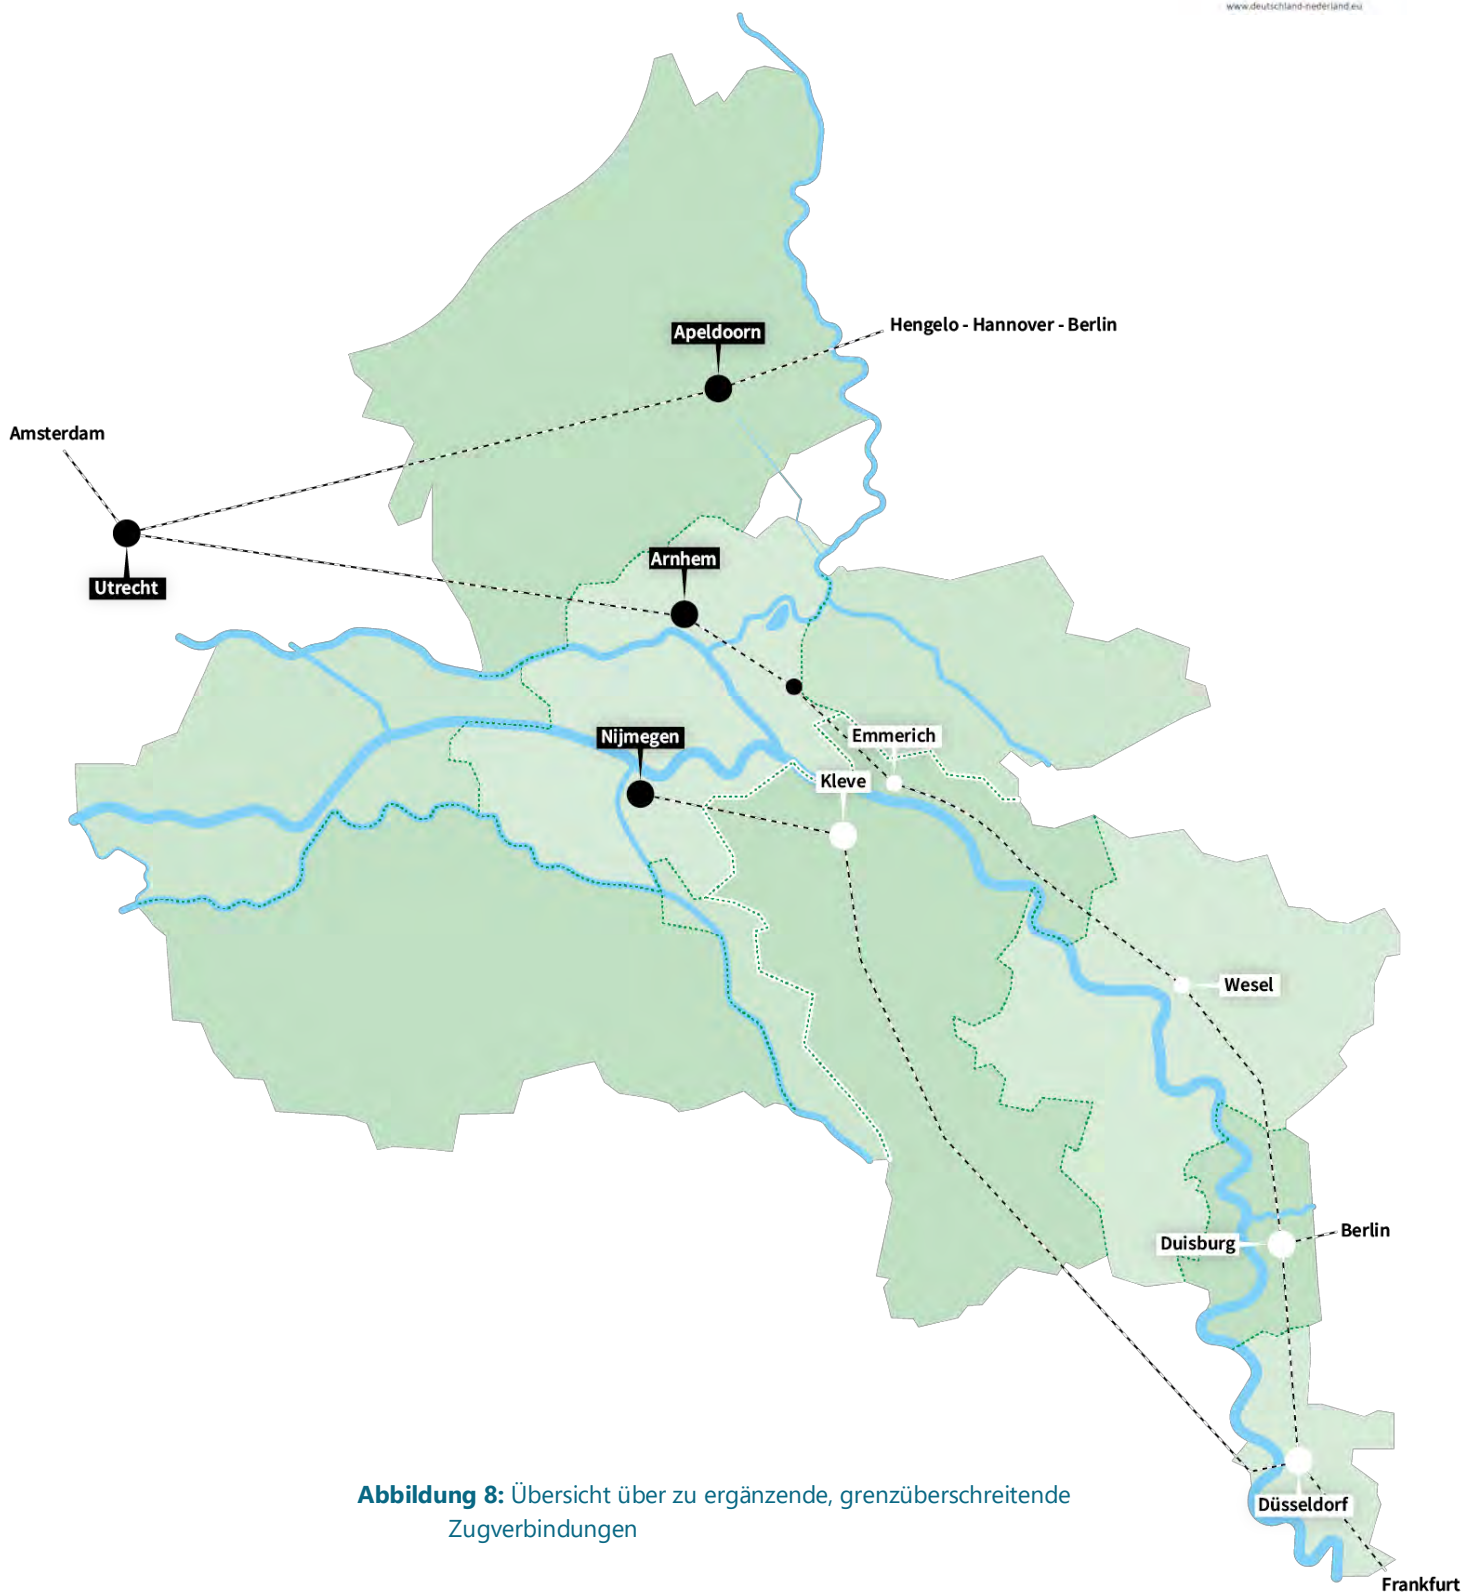 www.deutschland-nederland.eu
Apeldoorn
Hengelo - Hannover - Berlin
Amsterdam
Utrecht
Arnhem
Nijmegen
Emmerich
Kleve
Wesel
Duisburg
Berlin
Düsseldorf
Frankfurt
Abbildung 8: Übersicht über zu ergänzende, grenzüberschreitende
Zugverbindungen